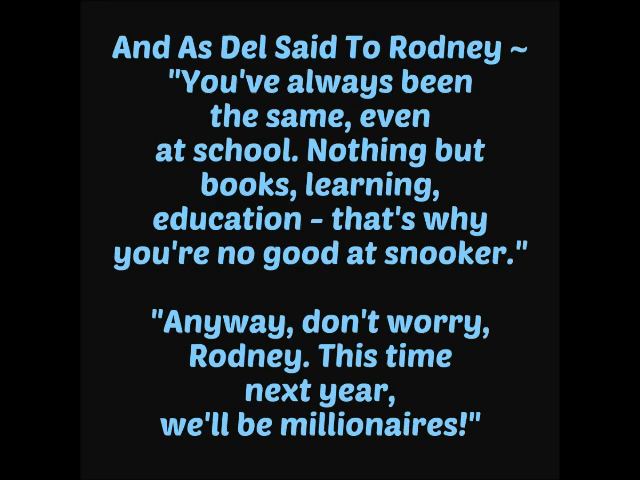 And As Del Said To Rodney ~
"You've always been
the same, even
at school. Nothing but
books, learning,
education - that's why
you're no good at snooker."
"Anyway, don't worry,
Rodney. This time
next year,
we'll be millionaires!"